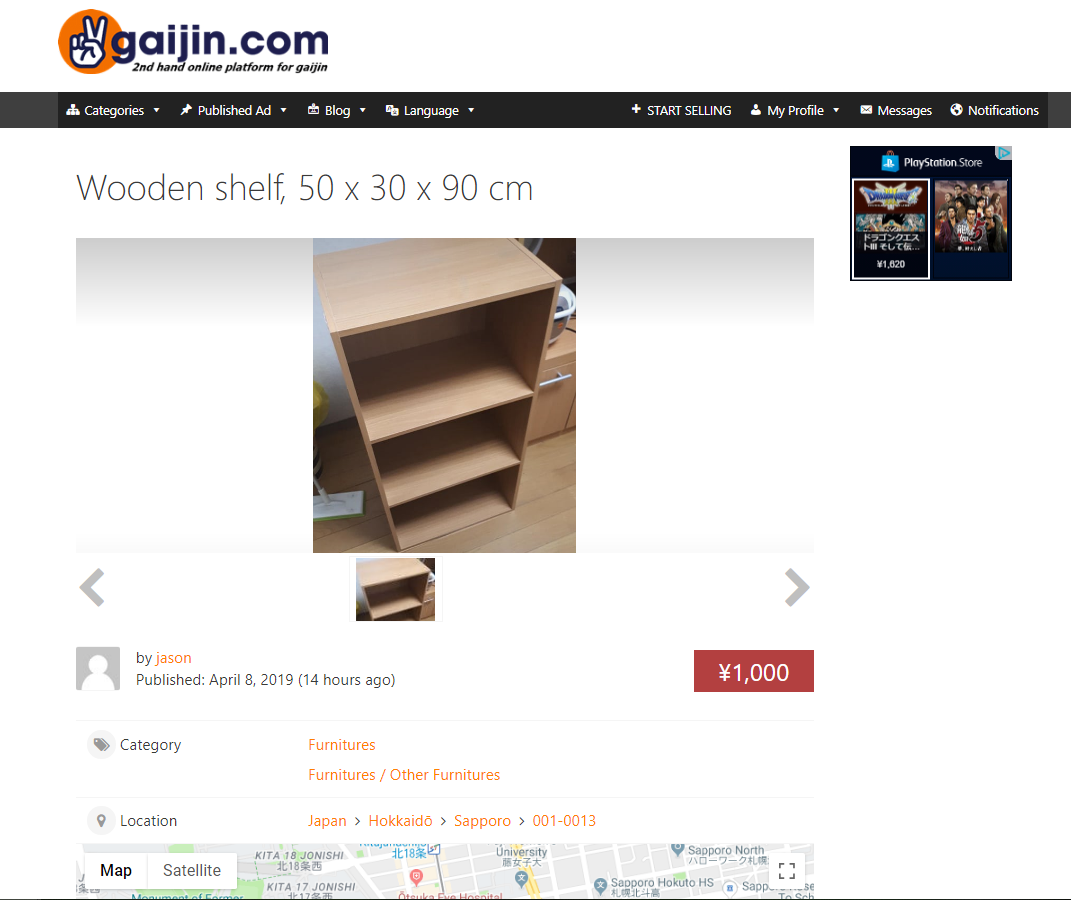 gaijin.com
2nd hand online platform for gaijin
Categories
Published Ad
Blog
Language
START SELLING
My Profile
Messages
Notifications
Wooden shelf, 50 x 30 x 90 cm
PlayStation Store
DRAGON QUEST
ドラゴンクエス
トIII そして伝...
¥1,620
by jason
Published: April 8, 2019 (14 hours ago)
¥1,000
Category
Furnitures
Furnitures / Other Furnitures
Location
Japan > Hokkaidō > Sapporo > 001-0013
Map
Satellite
KITA 18 JONISHI
北18条西
北18条
University
藤女子大
Sapporo North
ハローワーク札幌
KITA 17 JONISHI
北17条西
Ōtsuka Eye Hospital
Sapporo Hokuto HS
札幌北斗高
Monument of Former
To Sch